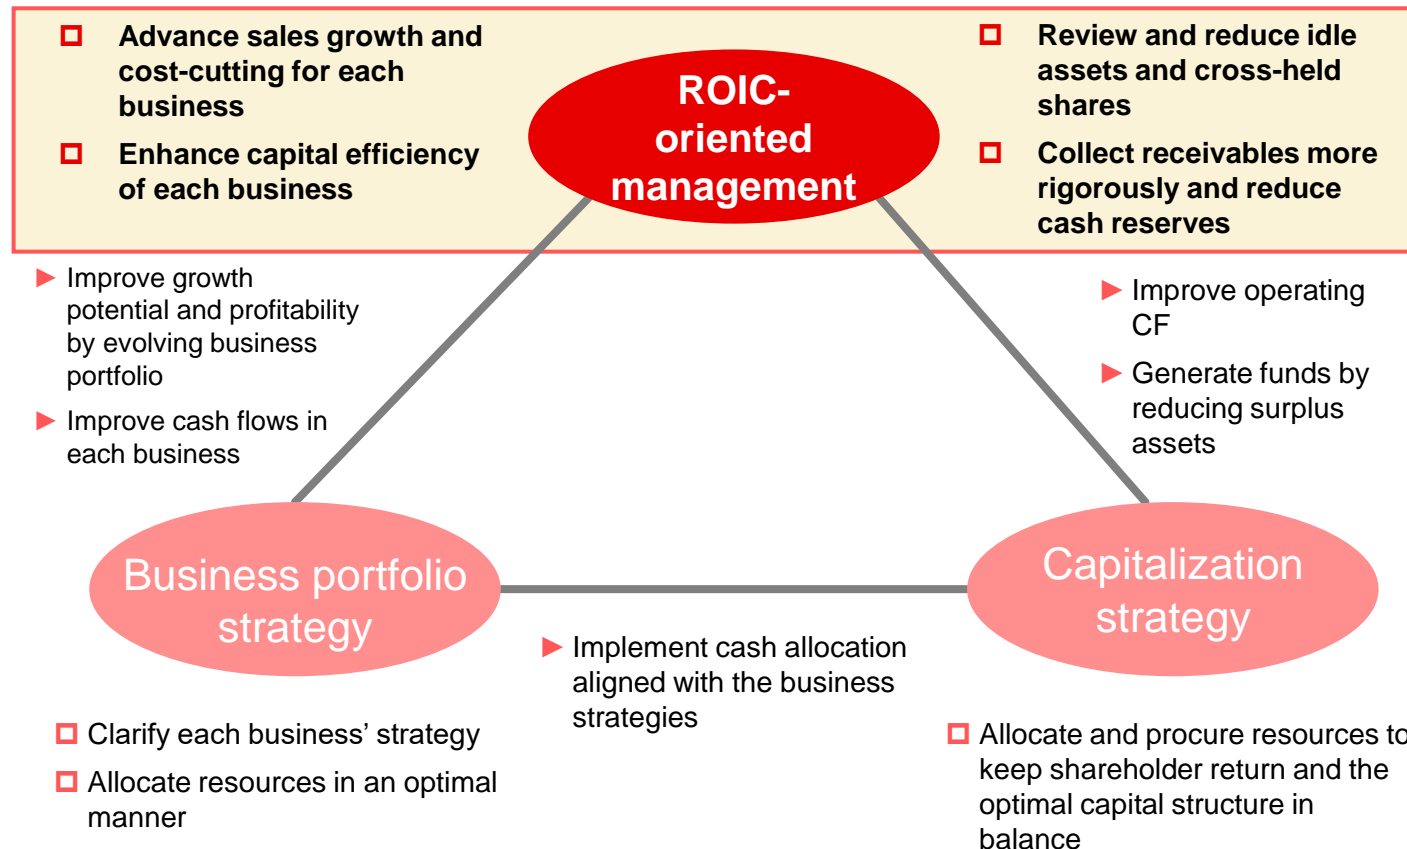 Advance sales growth and
cost-cutting for each
business
Enhance capital efficiency
of each business
ROIC-
oriented
management
Review and reduce idle
assets and cross-held
shares
Collect receivables more
rigorously and reduce
cash reserves
Improve growth
potential and profitability
by evolving business
portfolio
Improve cash flows in
each business
Improve operating
CF
Generate funds by
reducing surplus
assets
Business portfolio
strategy
Capitalization
strategy
Implement cash allocation
aligned with the business
strategies
Clarify each business’ strategy
Allocate resources in an optimal
manner
Allocate and procure resources to
keep shareholder return and the
optimal capital structure in
balance